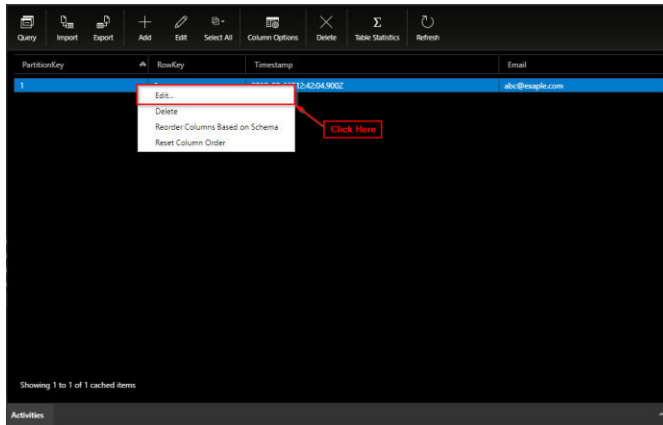 Query Import Export Add Edit Select All Column Options Delete Table Statistics Refresh
PartitionKey RowKey Timestamp Email
1 12:42:04.900Z abc@exaple.com
Edit...
Delete
Click Here
Reorder Columns Based on Schema
Reset Column Order
Showing 1 to 1 of 1 cached items
Activities